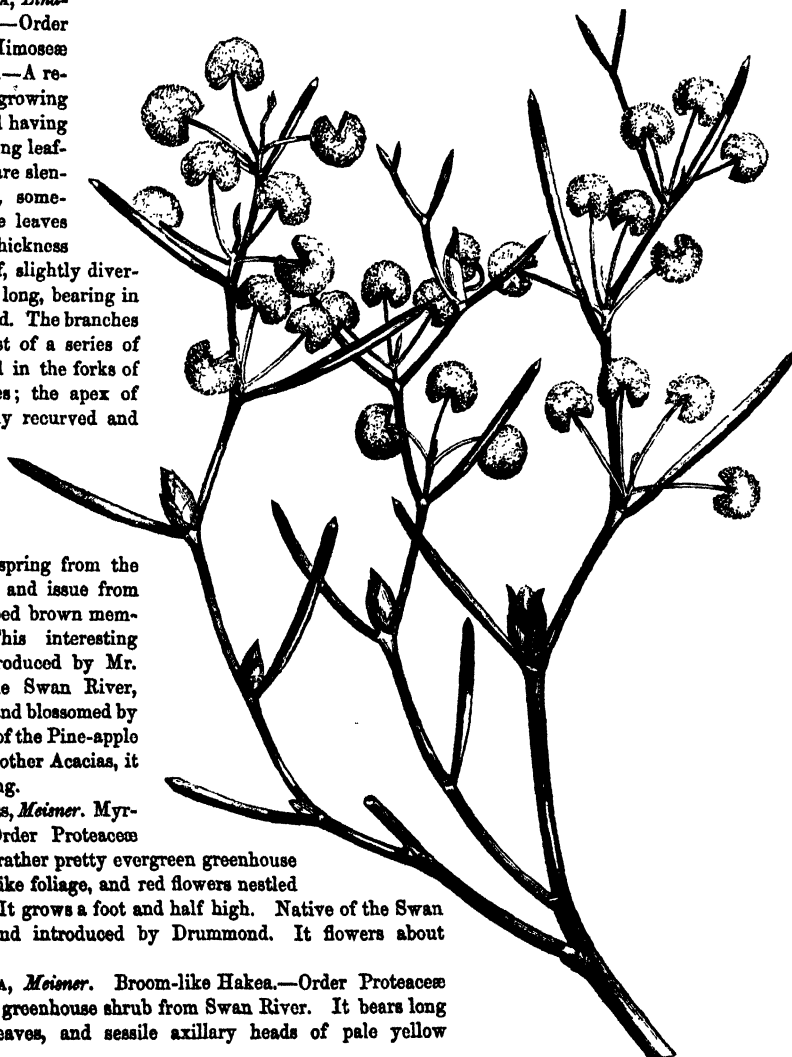 —Order
Mimoseæ
—A re-
growing
having
ng leaf-
are slen-
some-
leaves
hickness
f, slightly diver-
long, bearing in
d. The branches
st of a series of
in the forks of
es; the apex of
y recurved and
spring from the
and issue from
ed brown mem-
This interesting
roduced by Mr.
e Swan River,
nd blossomed by
of the Pine-apple
other Acacias, it
ng.
s, Meisner. Myr-
Order Proteaceæ
rather pretty evergreen greenhouse
ike foliage, and red flowers nestled
It grows a foot and half high. Native of the Swan
nd introduced by Drummond. It flowers about
A, Meisner. Broom-like Hakea.—Order Proteaceæ
greenhouse shrub from Swan River. It bears long
eaves, and sessile axillary heads of pale yellow